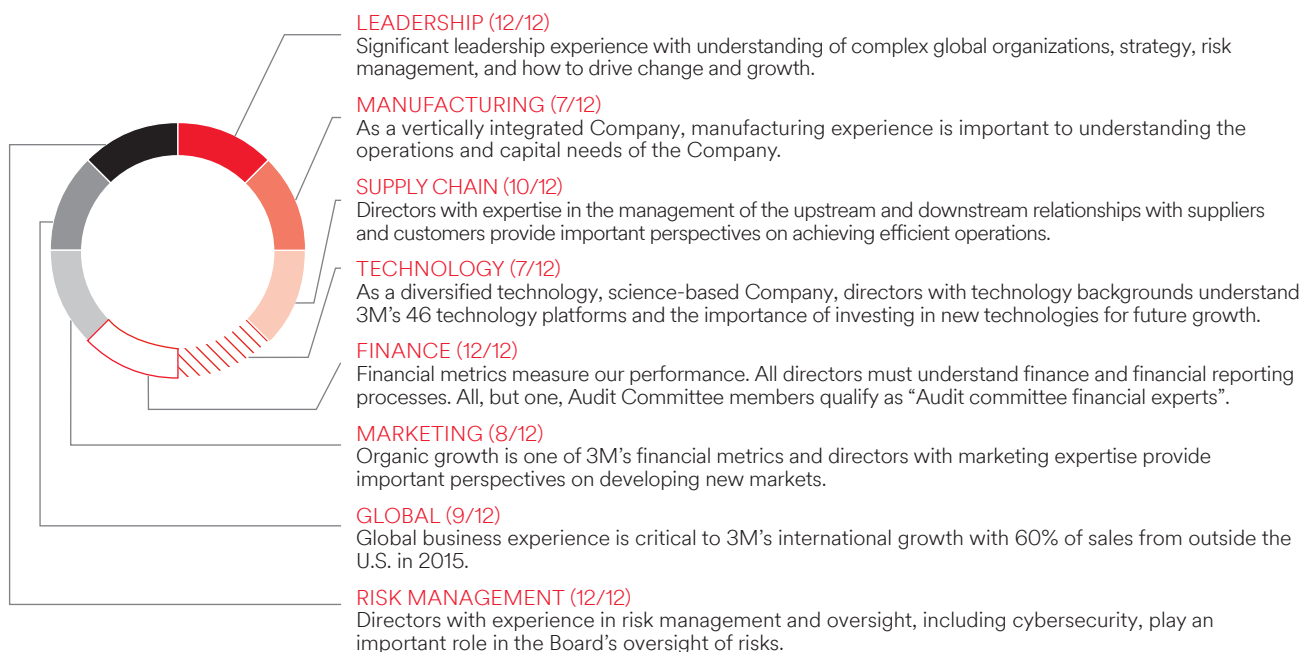 LEADERSHIP (12/12)
Significant leadership experience with understanding of complex global organizations, strategy, risk
management, and how to drive change and growth.
MANUFACTURING (7/12)
As a vertically integrated Company, manufacturing experience is important to understanding the
operations and capital needs of the Company.
SUPPLY CHAIN (10/12)
Directors with expertise in the management of the upstream and downstream relationships with suppliers
and customers provide important perspectives on achieving efficient operations.
TECHNOLOGY (7/12)
As a diversified technology, science-based Company, directors with technology backgrounds understand
3M’s 46 technology platforms and the importance of investing in new technologies for future growth.
FINANCE (12/12)
Financial metrics measure our performance. All directors must understand finance and financial reporting
processes. All, but one, Audit Committee members qualify as “Audit committee financial experts”.
MARKETING (8/12)
Organic growth is one of 3M’s financial metrics and directors with marketing expertise provide
important perspectives on developing new markets.
GLOBAL (9/12)
Global business experience is critical to 3M’s international growth with 60% of sales from outside the
U.S. in 2015.
RISK MANAGEMENT (12/12)
Directors with experience in risk management and oversight, including cybersecurity, play an
important role in the Board’s oversight of risks.